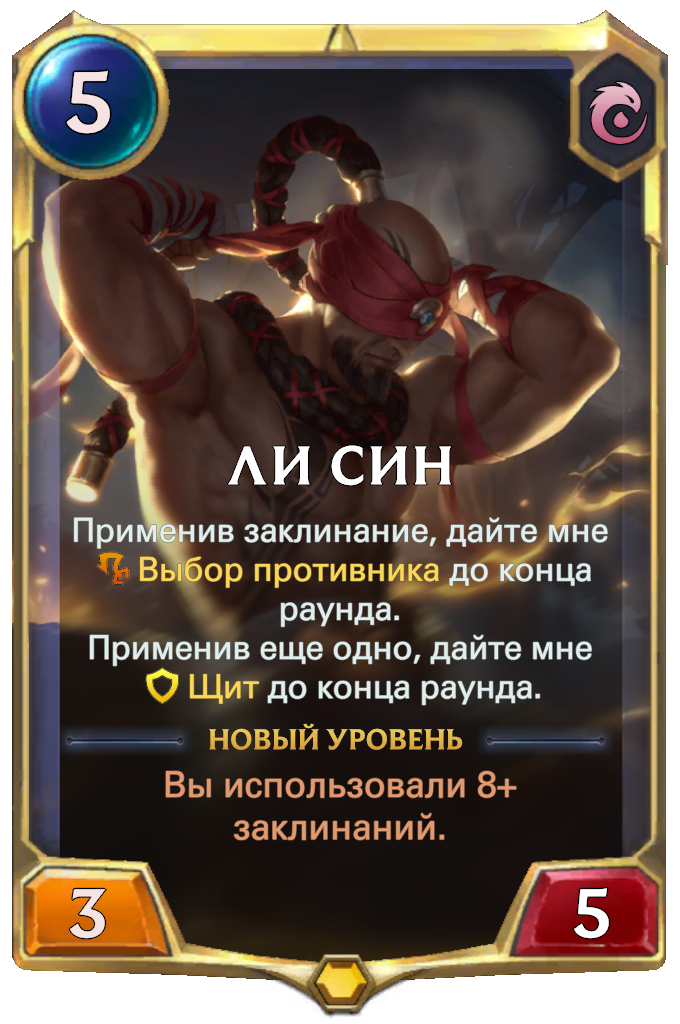 5
ЛИ СИН
Применив заклинание, дайте мне
Выбор противника до конца
раунда.
Применив еще одно, дайте мне
Щит до конца раунда.
НОВЫЙ УРОВЕНЬ
Вы использовали 8+
заклинаний.
3
5